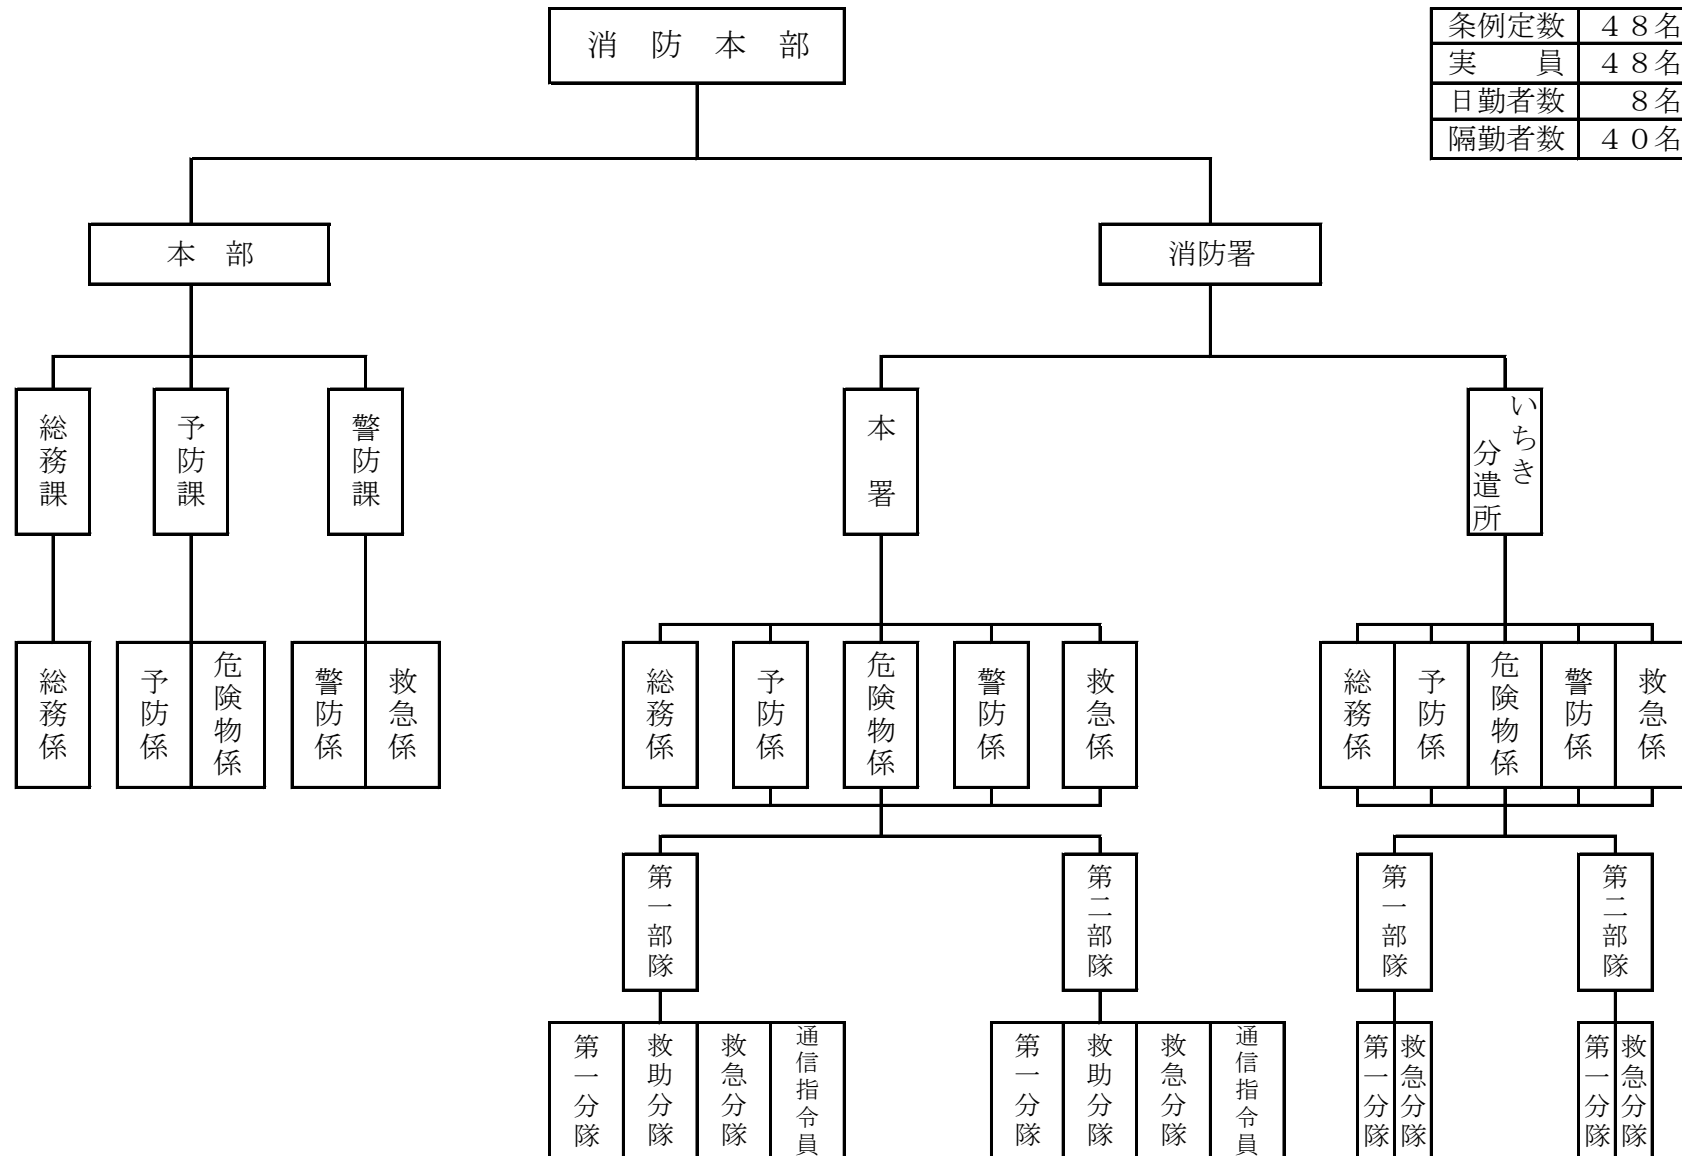 消　防　本　部
条例定数　４８名
実　　員　４８名
日勤者数　８名
隔勤者数　４０名
本　部
消防署
総務課
予防課
警防課
本　署
いちき
分遣所
総務係
予防係
危険物係
警防係
救急係
総務係
予防係
危険物係
警防係
救急係
総務係
予防係
危険物係
警防係
救急係
第一部隊
第二部隊
第一部隊
第二部隊
第一分隊
救助分隊
救急分隊
通信指令員
第一分隊
救助分隊
救急分隊
通信指令員
第一分隊
救急分隊
第一分隊
救急分隊